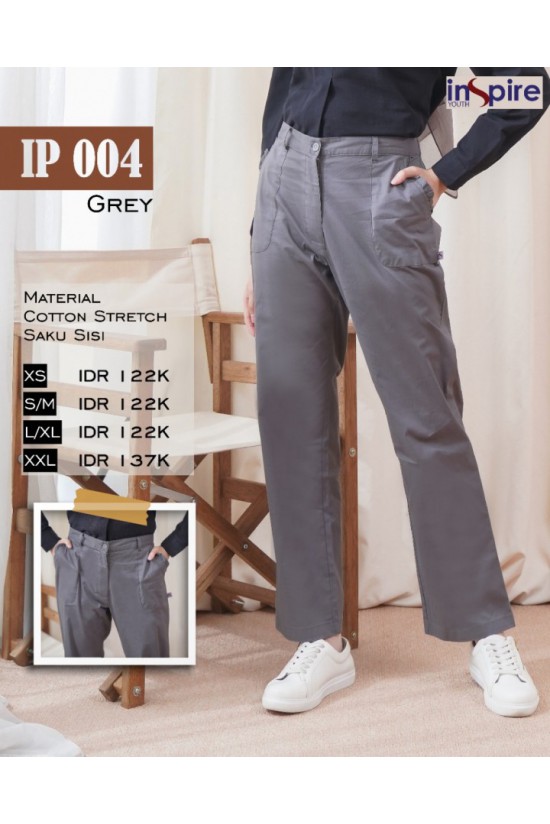 inSpire
YOUTH
IP 004
Grey
Material
Cotton Stretch
Saku Sisi
XS IDR 122K
S/M IDR 122K
L/XL IDR 122K
XXL IDR 137K